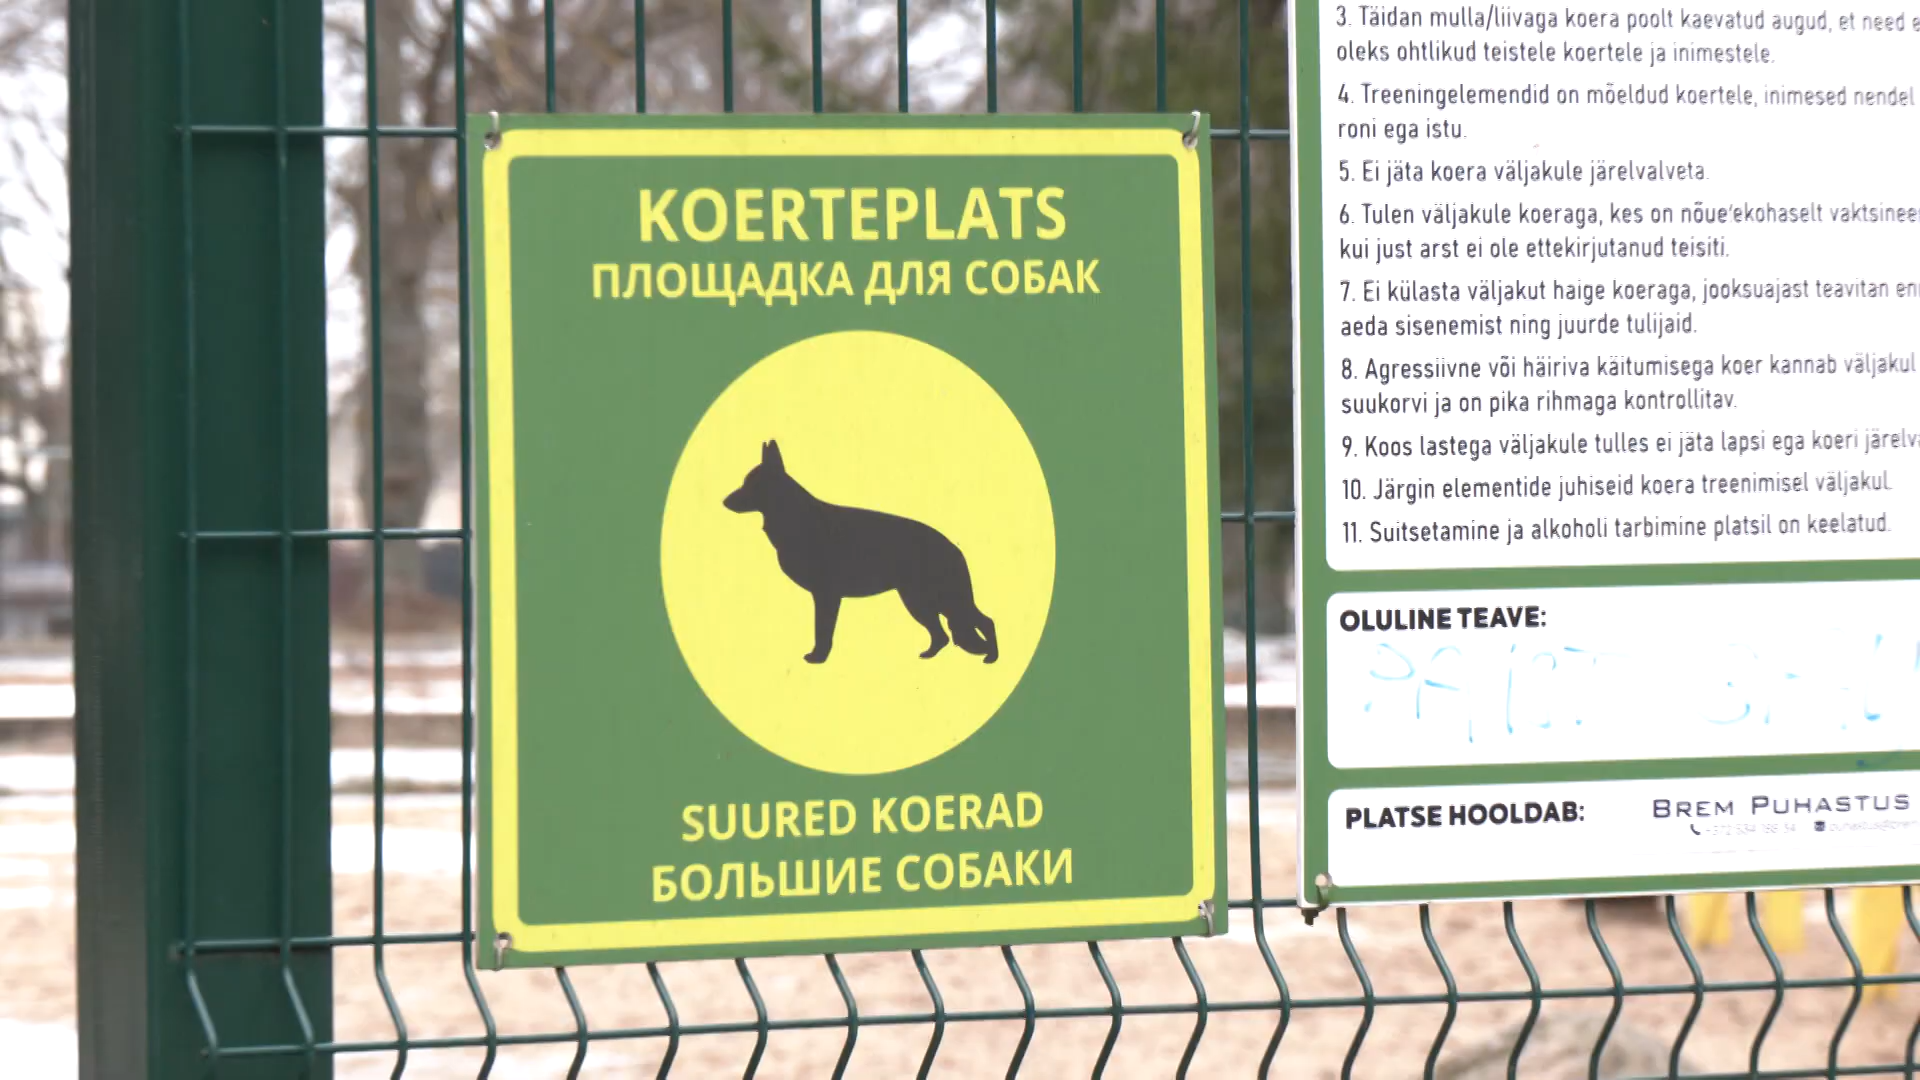 KOERTEPLATS
ПЛОЩАДКА ДЛЯ СОБАК
SUURED KOERAD
БОЛЬШИЕ СОБАКИ
3. Täidan mulla/liivaga koera poolt kaevatud augud, et need
oleks ohtlikud teistele koertele ja inimestele.
4. Treeningelemendid on mõeldud koertele, inimesed nendel
roni ega istu.
5. Ei jäta koera väljakule järelvalveta.
6. Tulen väljakule koeraga, kes on nõue'ekohaselt
kui just arst ei ole ettekirjutanud teisiti.
7. Ei külasta väljakut haige koeraga, jooksuajast teavitan
aeda sisenemist ning juurde tulijaid.
8. Agressiivne või häiriva käitumisega koer kannab väljakul
suukorvi ja on pika rihmaga kontrollitav.
9. Koos lastega väljakule tulles ei jäta lapsi ega koeri
10. Järgin elementide juhiseid koera treenimisel väljakul.
11. Suitsetamine ja alkoholi tarbimine platsil on keelatud.
OLULINE TEAVE:
PLATSE HOOLDAB: BREM PUHASTUS